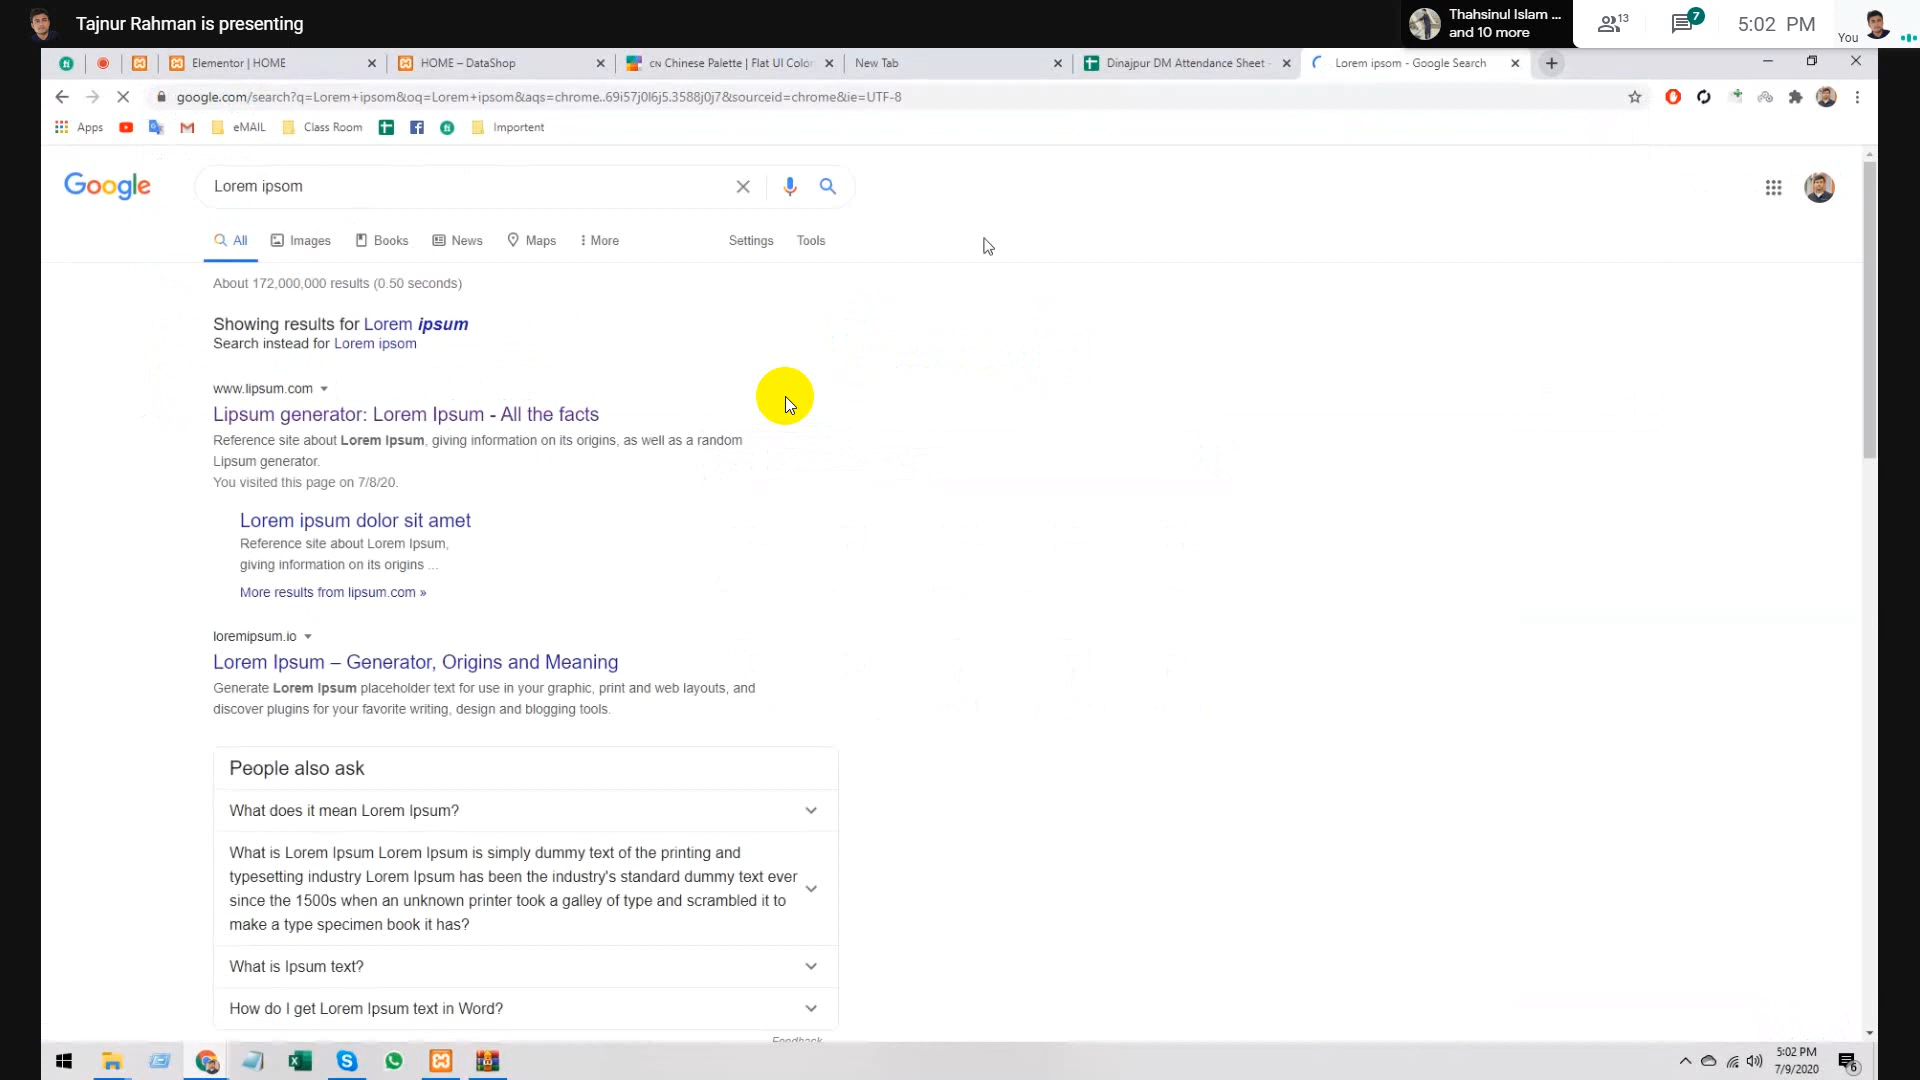 Tajnur Rahman is presenting
Thahsinul Islam ...
and 10 more
13
7
5:02 PM
You
Elementor | HOME
HOME – DataShop
CN Chinese Palette | Flat UI Color
New Tab
Dinajpur DM Attendance Sheet -
Lorem ipsom - Google Search
google.com/search?q=Lorem+ipsom&oq=Lorem+ipsom&aqs=chrome..69i57j0l6j5.3588j0j7&sourceid=chrome&ie=UTF-8
Apps
eMAIL
Class Room
Importent
Google
Lorem ipsom
All
Images
Books
News
Maps
More
Settings
Tools
About 172,000,000 results (0.50 seconds)
Showing results for Lorem ipsum
Search instead for Lorem ipsom
www.lipsum.com
Lipsum generator: Lorem Ipsum - All the facts
Reference site about Lorem Ipsum, giving information on its origins, as well as a random
Lipsum generator.
You visited this page on 7/8/20.
Lorem ipsum dolor sit amet
Reference site about Lorem Ipsum,
giving information on its origins ...
More results from lipsum.com »
loremipsum.io
Lorem Ipsum – Generator, Origins and Meaning
Generate Lorem Ipsum placeholder text for use in your graphic, print and web layouts, and
discover plugins for your favorite writing, design and blogging tools.
People also ask
What does it mean Lorem Ipsum?
What is Lorem Ipsum Lorem Ipsum is simply dummy text of the printing and
typesetting industry Lorem Ipsum has been the industry's standard dummy text ever
since the 1500s when an unknown printer took a galley of type and scrambled it to
make a type specimen book it has?
What is Ipsum text?
How do I get Lorem Ipsum text in Word?
Feedback
5:02 PM
7/9/2020
6